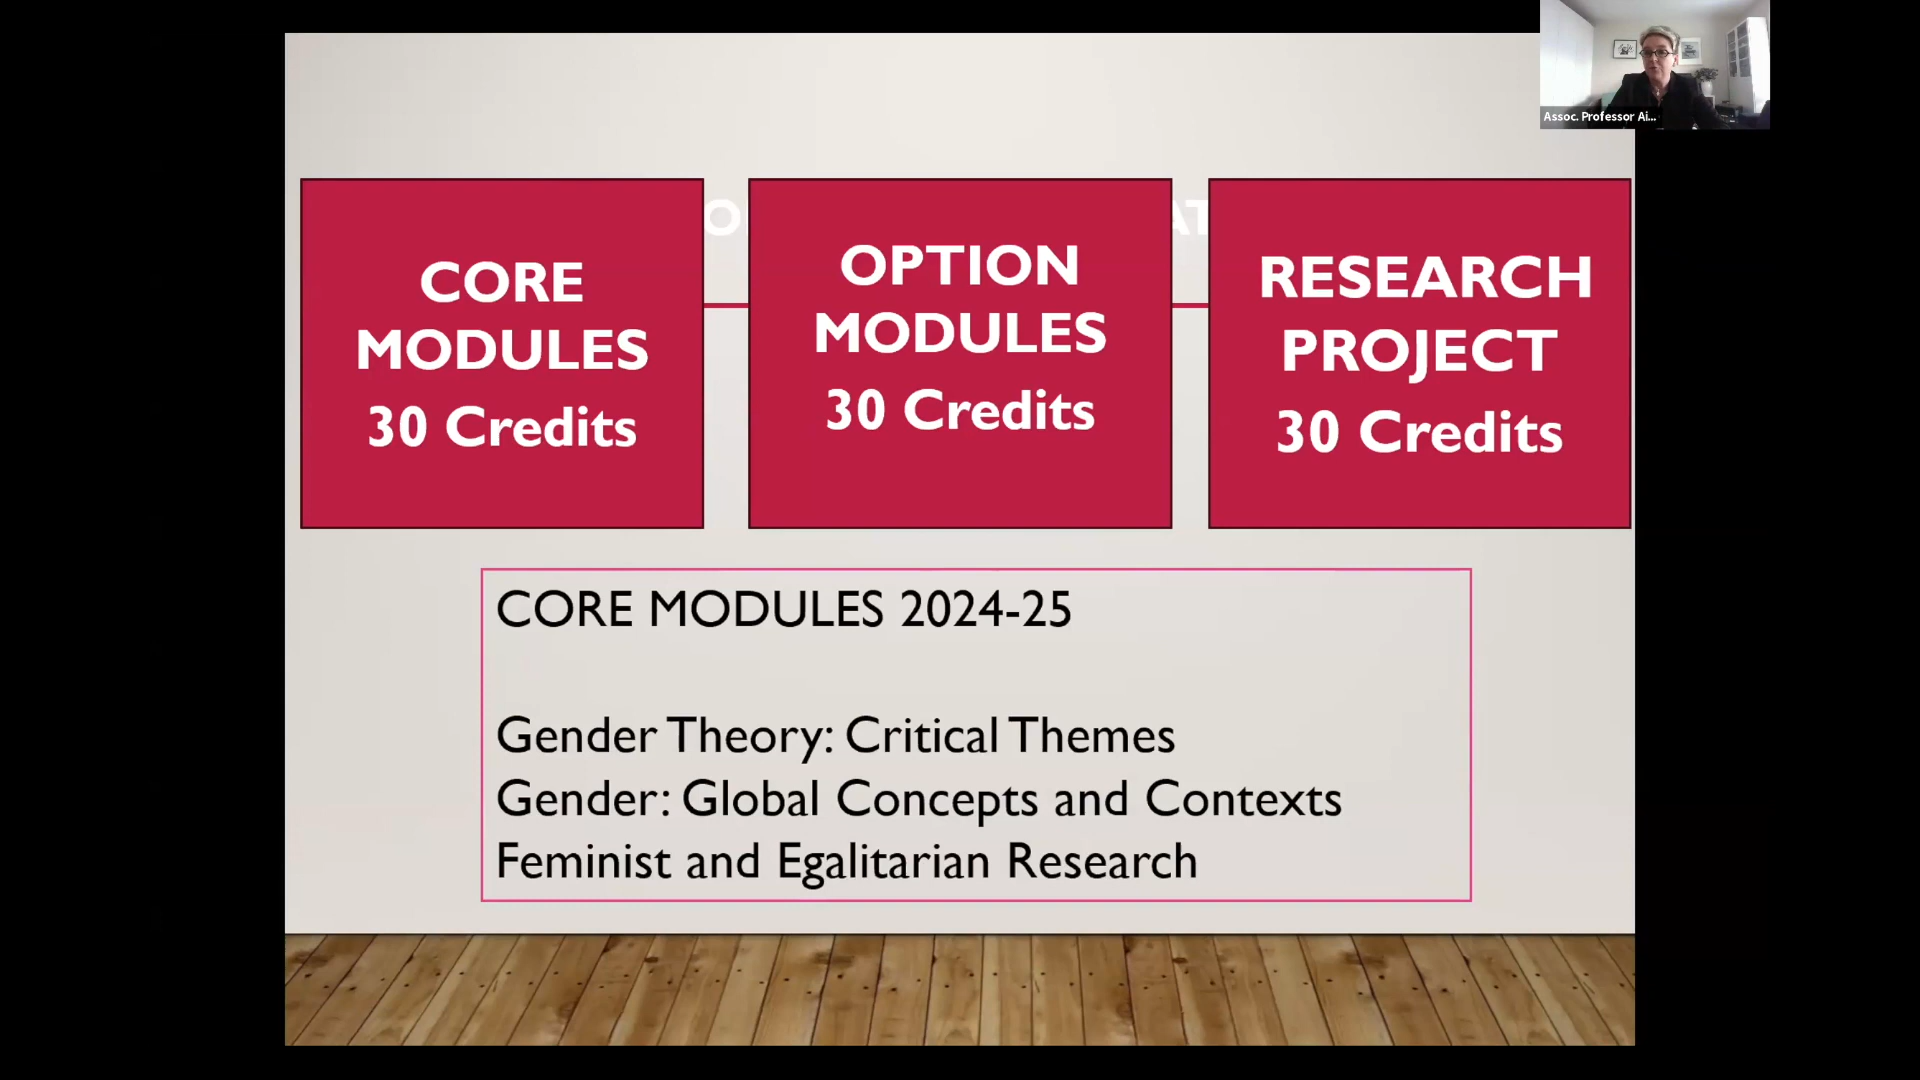 Assoc. Professor Ai...
CORE
MODULES
30 Credits
OPTION
MODULES
30 Credits
RESEARCH
PROJECT
30 Credits
CORE MODULES 2024-25
Gender Theory: Critical Themes
Gender: Global Concepts and Contexts
Feminist and Egalitarian Research